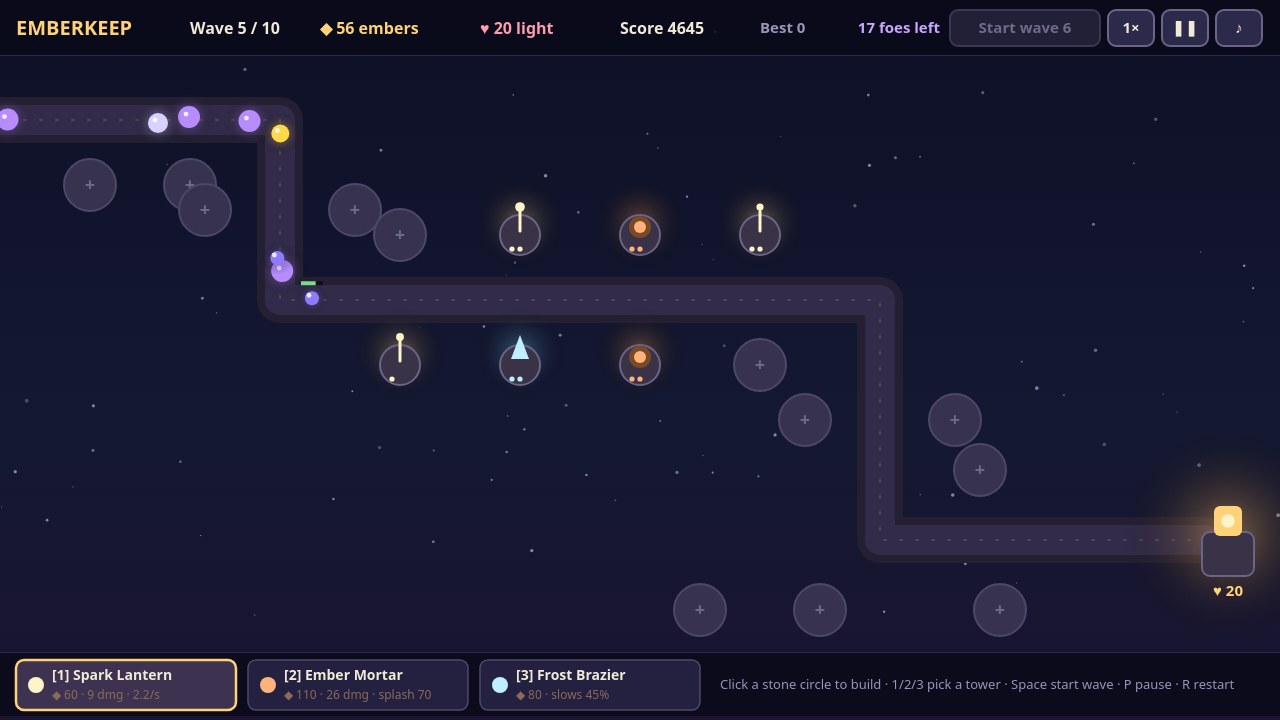 EMBERKEEP
Wave 5 / 10
◆ 56 embers
♥ 20 light
Score 4645
Best 0
17 foes left
Start wave 6
1×
❚❚
♪
+
+
+
+
+
+
+
+
+
+
+
+
♥ 20
[1] Spark Lantern
◆ 60 · 9 dmg · 2.2/s
[2] Ember Mortar
◆ 110 · 26 dmg · splash 70
[3] Frost Brazier
◆ 80 · slows 45%
Click a stone circle to build · 1/2/3 pick a tower · Space start wave · P pause · R restart